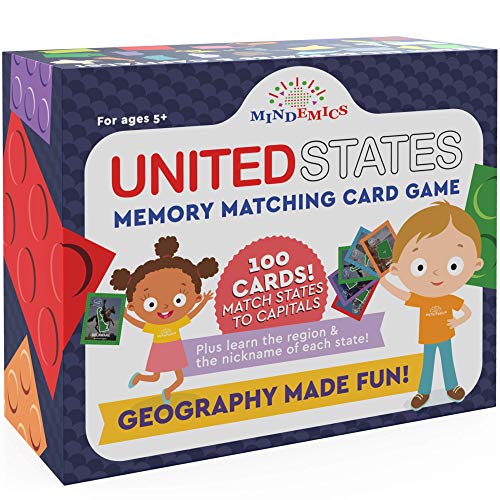 For ages 5+
MINDEMICS
UNITED STATES
MEMORY MATCHING CARD GAME
100
CARDS!
MATCH STATES
TO CAPITALS
Plus learn the region &
the nickname of each state!
GEOGRAPHY MADE FUN!
DELAWARE